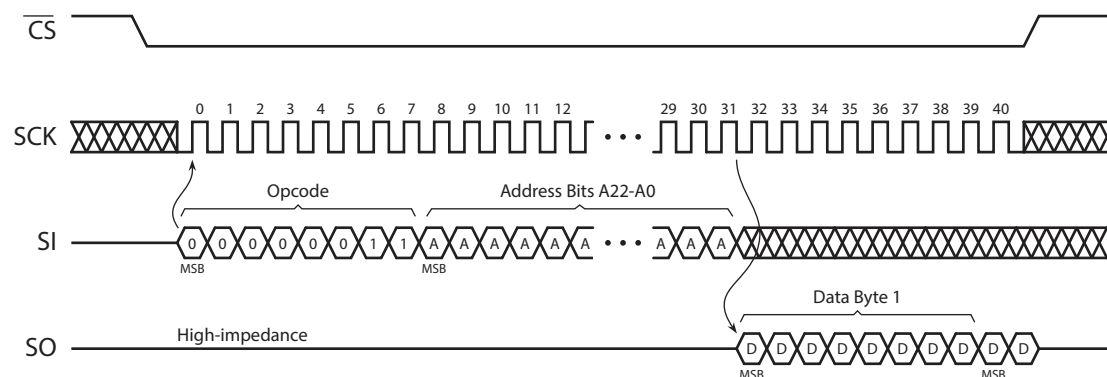 CS
0 1 2 3 4 5 6 7 8 9 10 11 12 29 30 31 32 33 34 35 36 37 38 39 40
SCK
Opcode Address Bits A22-A0
SI 0 0 0 0 0 0 1 1 A A A A A A A A A
MSB MSB
Data Byte 1
High-impedance
SO D D D D D D D D D D
MSB MSB